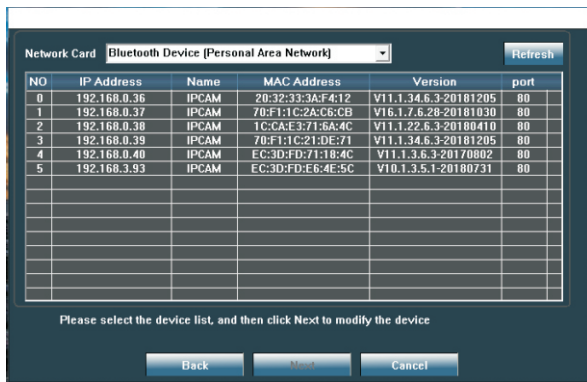 Network Card Bluetooth Device (Personal Area Network) Refresh
NO IP Address Name MAC Address Version port
0 192.168.0.36 IPCAM 20:32:33:3A:F4:12 V11.1.34.6.3-20181205 80
1 192.168.0.37 IPCAM 70:F1:1C:2A:C6:CB V16.1.7.6.28-20181030 80
2 192.168.0.38 IPCAM 1C:CA:E3:71:6A:4C V11.1.22.6.3-20180410 80
3 192.168.0.39 IPCAM 70:F1:1C:21:DE:71 V11.1.34.6.3-20181205 80
4 192.168.0.40 IPCAM EC:3D:FD:71:18:4C V11.1.3.6.3-20170802 80
5 192.168.3.93 IPCAM EC:3D:FD:E6:4E:5C V10.1.3.5.1-20180731 80
Please select the device list, and then click Next to modify the device
Back Next Cancel